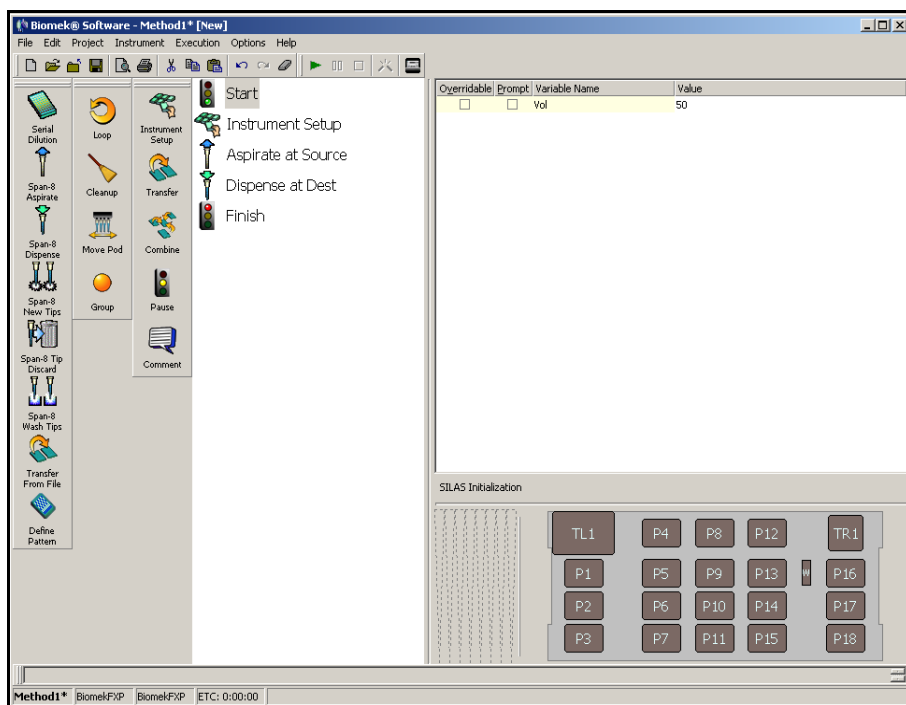 Biomek® Software - Method1* [New]
File Edit Project Instrument Execution Options Help
Serial
Dilution
Span-8
Aspirate
Span-8
Dispense
Span-8
New Tips
Span-8 Tip
Discard
Span-8
Wash Tips
Transfer
From File
Define
Pattern
Loop
Cleanup
Move Pod
Group
Instrument
Setup
Transfer
Combine
Pause
Comment
Start
Instrument Setup
Aspirate at Source
Dispense at Dest
Finish
Overridable Prompt Variable Name Value
Vol 50
SILAS Initialization
TL1 P4 P8 P12 TR1
P1 P5 P9 P13 W P16
P2 P6 P10 P14 P17
P3 P7 P11 P15 P18
Method1* BiomekFXP BiomekFXP ETC: 0:00:00